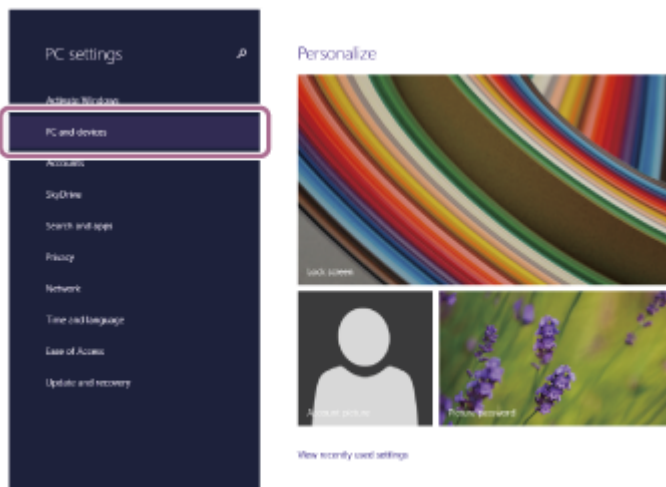 PC settings
Activate Windows
PC and devices
Accounts
SkyDrive
Search and apps
Privacy
Network
Time and language
Ease of Access
Update and recovery
Personalize
Lock screen
Account picture
Picture password
View recently used settings